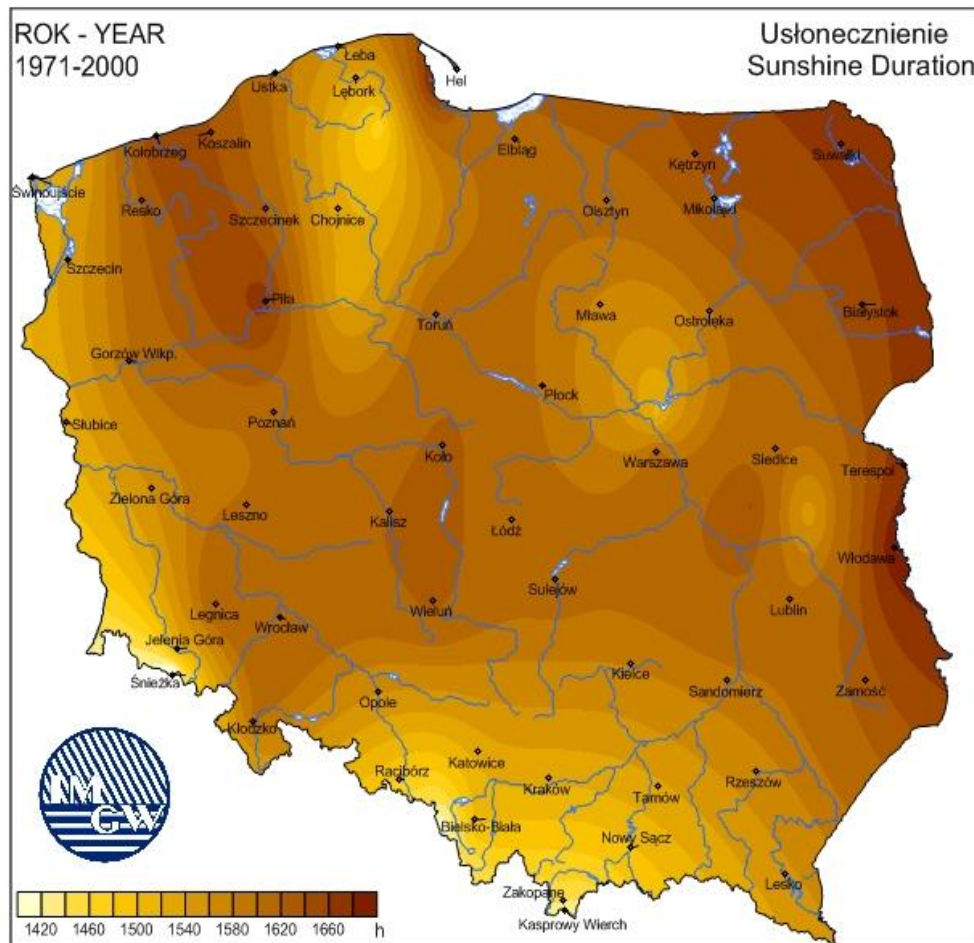 ROK - YEAR
1971-2000
Usłonecznienie
Sunshine Duration
Łeba
Ustka
Lębork
Hel
Kołobrzeg
Koszalin
Elbląg
Kętrzyn
Suwałki
Świnoujście
Resko
Szczecinek
Chojnice
Olsztyn
Mikołajki
Szczecin
Piła
Toruń
Mława
Ostrołęka
Białystok
Gorzów Wlkp.
Płock
Słubice
Poznań
Koło
Warszawa
Siedlce
Terespol
Zielona Góra
Leszno
Kalisz
Łódź
Włodawa
Sulejów
Legnica
Wrocław
Wieluń
Lublin
Jelenia Góra
Śnieżka
Kielce
Sandomierz
Zamość
Opole
Kłodzko
Katowice
Racibórz
Kraków
Tarnów
Rzeszów
Bielsko-Biała
Nowy Sącz
Lesko
Zakopane
Kasprowy Wierch
IMGW
1420 1460 1500 1540 1580 1620 1660 h